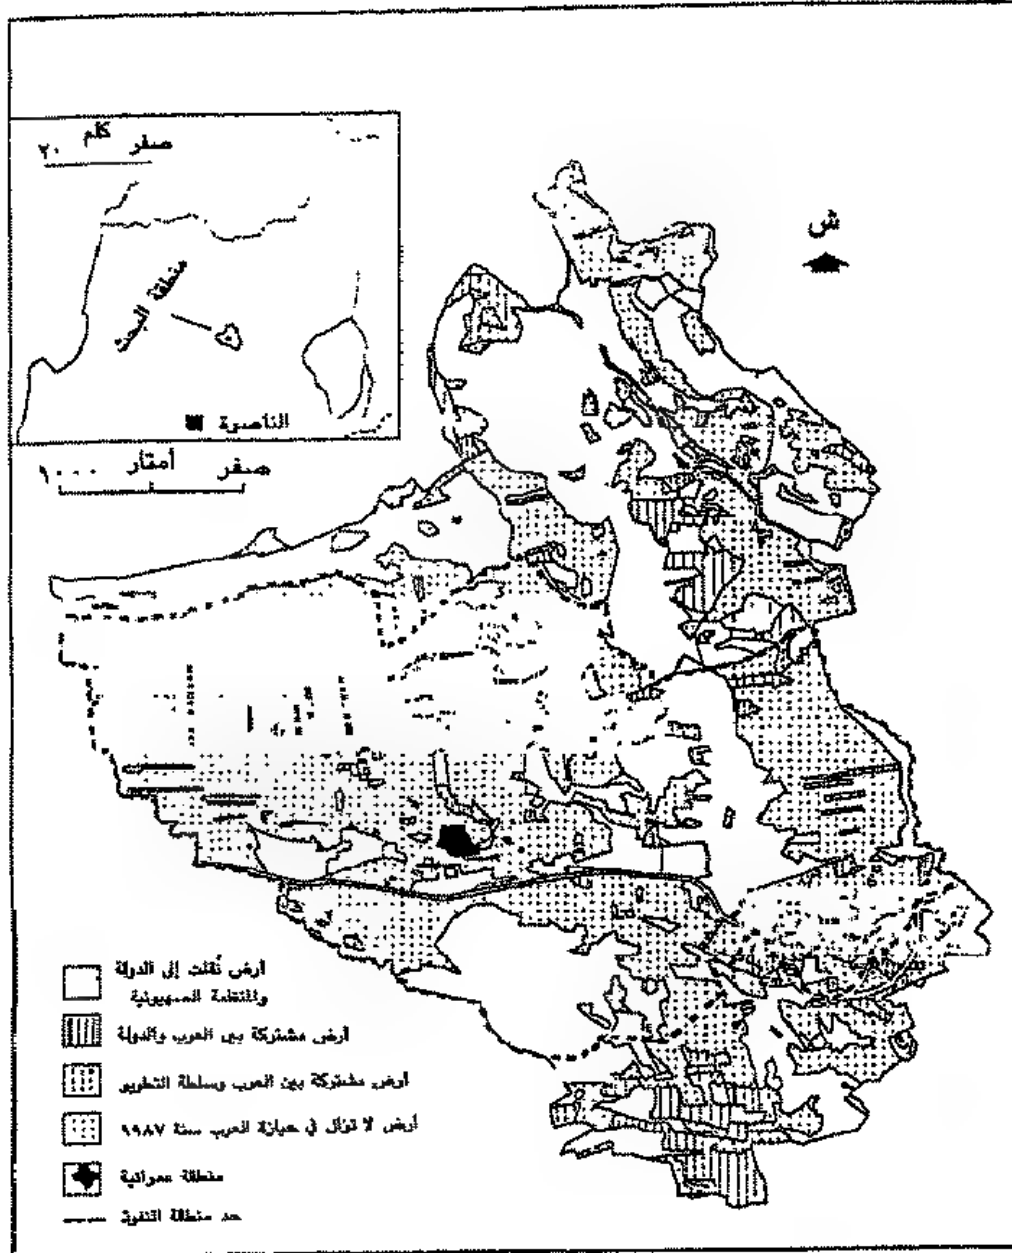 صفر كلم ٢٠
منطقة البحث
الناصرة
صفر أمتار ١٠٠٠
ش
أرض نُقلت إلى الدولة
والمنظمة الصهيونية
أرض مشتركة بين العرب والدولة
أرض مشتركة بين العرب وسلطة التطوير
أرض لا تزال في حيازة العرب سنة ١٩٨٧
منطقة عمرانية
حد منطقة النفوذ